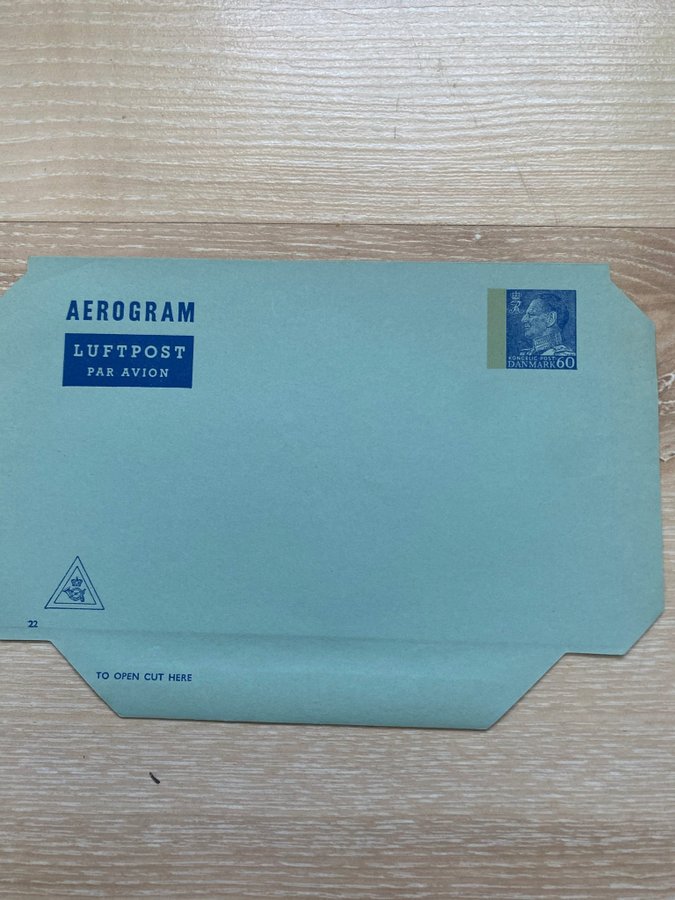 AEROGRAM
LUFTPOST
PAR AVION
KONGELIG POST
DANMARK 60
22
TO OPEN CUT HERE